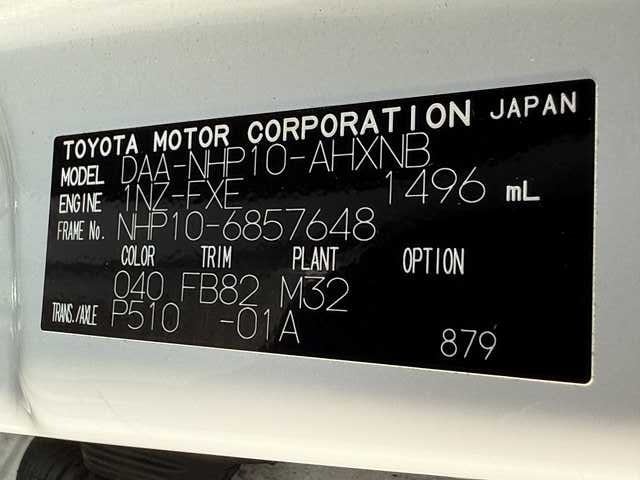 TOYOTA MOTOR CORPORATION JAPAN
MODEL DAA-NHP10-AHXNB
ENGINE 1NZ-FXE 1496 mL
FRAME No. NHP10-6857648
COLOR TRIM PLANT OPTION
040 FB82 M32
TRANS./AXLE P510 -01A
879